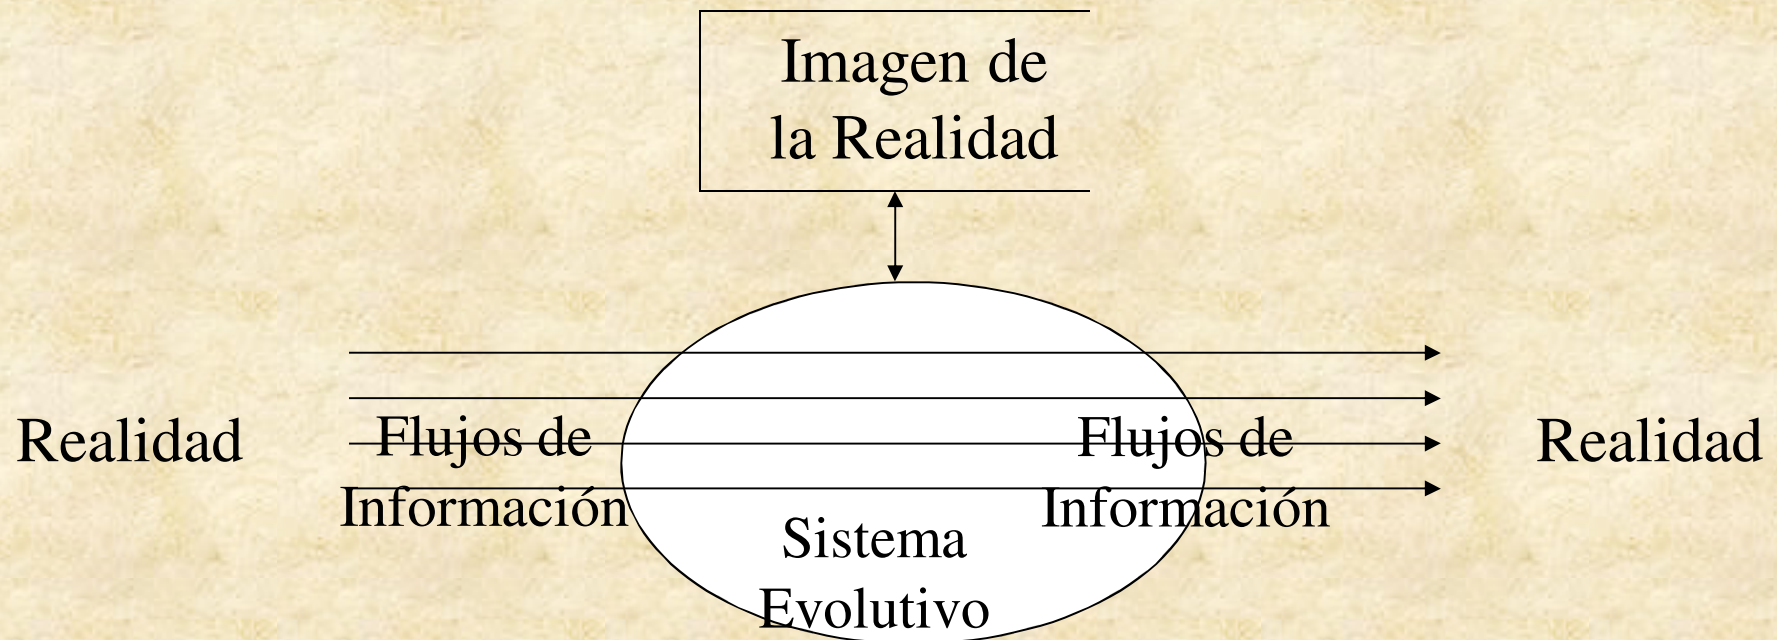 Imagen de
la Realidad
Realidad
Flujos de
Información
Flujos de
Información
Realidad
Sistema
Evolutivo